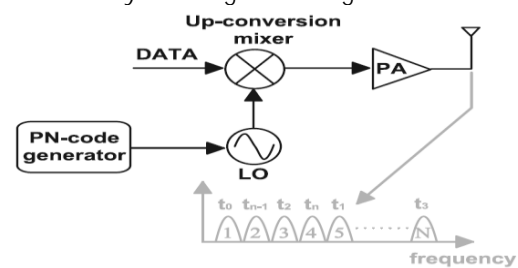 Up-conversion
mixer
DATA
PA
PN-code
generator
LO
t₀ tₙ₋₁ t₂ tₙ t₁ t₃
1 2 3 4 5 N
frequency